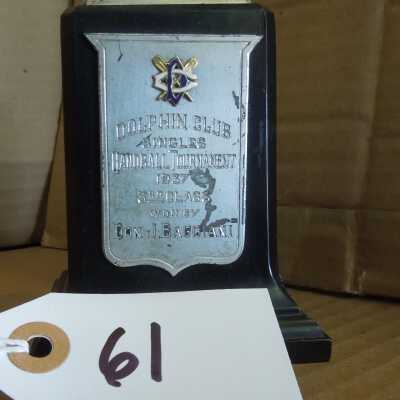 DOLPHIN CLUB
SINGLES
HANDBALL TOURNAMENT
1937
WON BY
61